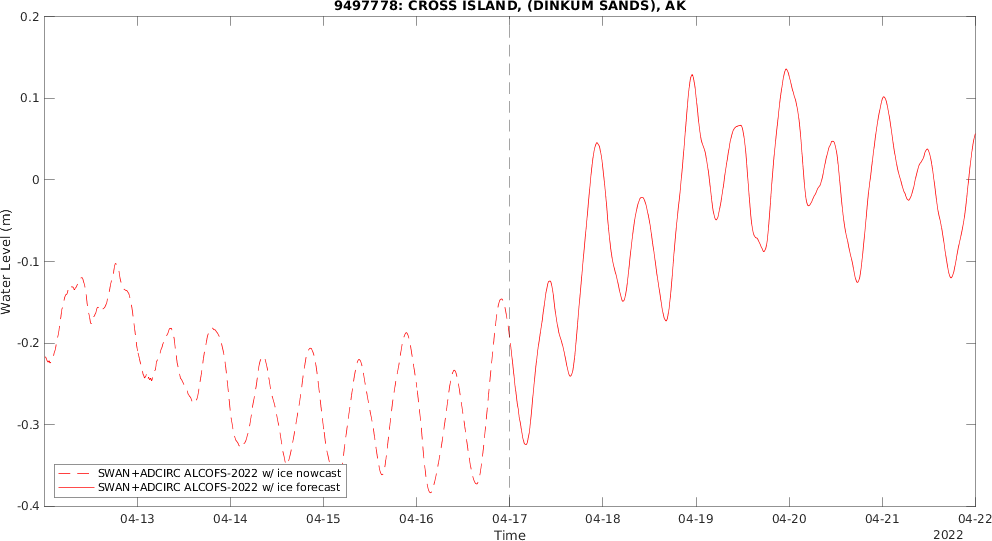 9497778: CROSS ISLAND, (DINKUM SANDS), AK
0.2
0.1
0
-0.1
-0.2
-0.3
-0.4
Water Level (m)
SWAN+ADCIRC ALCOFS-2022 w/ ice nowcast
SWAN+ADCIRC ALCOFS-2022 w/ ice forecast
04-13 04-14 04-15 04-16 04-17 04-18 04-19 04-20 04-21 04-22
Time
2022